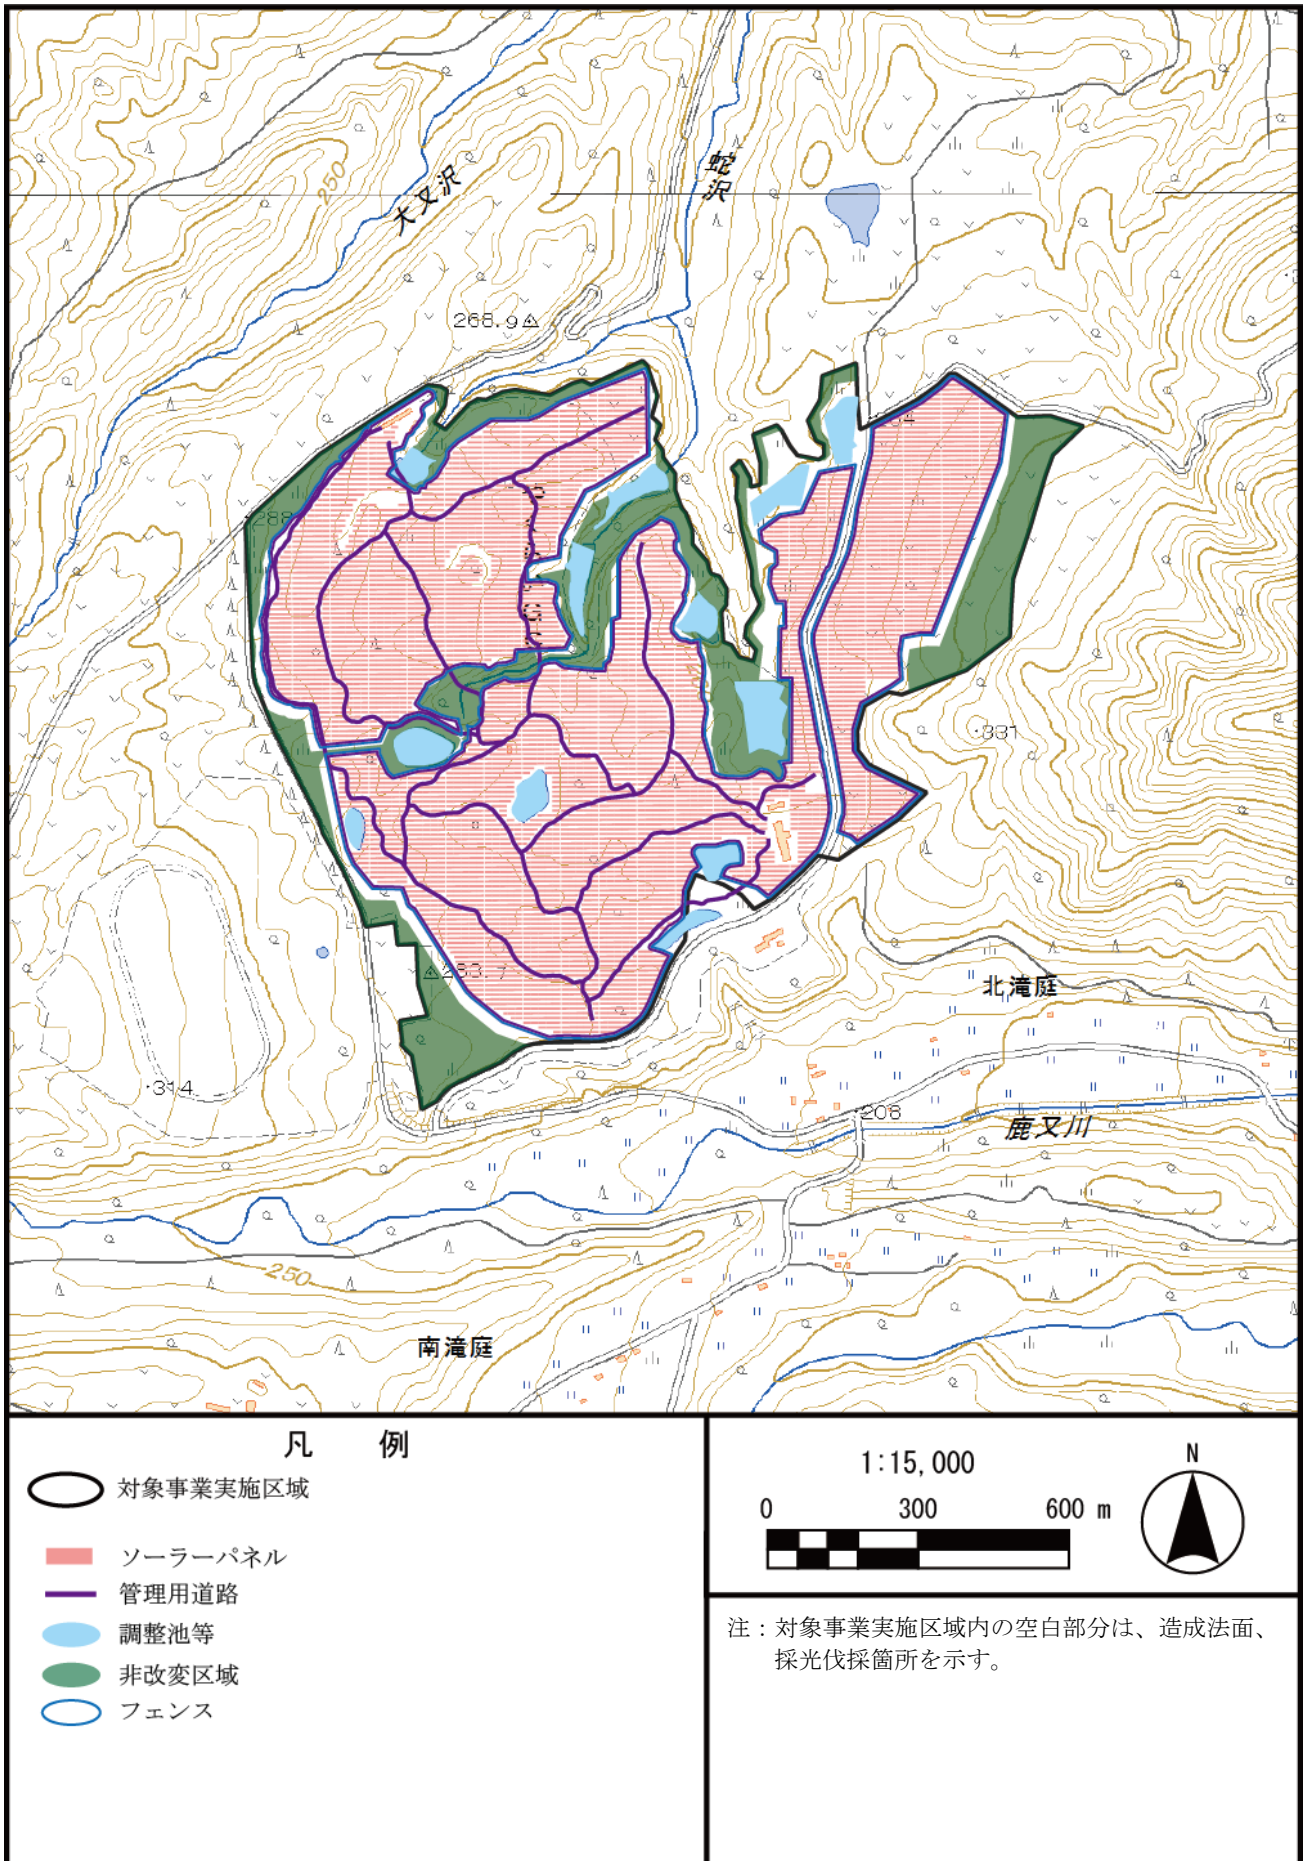 250
大又沢
蛇沢
268.9
288
331
263.7
314
北滝庭
208
鹿又川
250
南滝庭
凡 例
対象事業実施区域
ソーラーパネル
管理用道路
調整池等
非改変区域
フェンス
1:15,000
0 300 600 m
N
注：対象事業実施区域内の空白部分は、造成法面、
採光伐採箇所を示す。